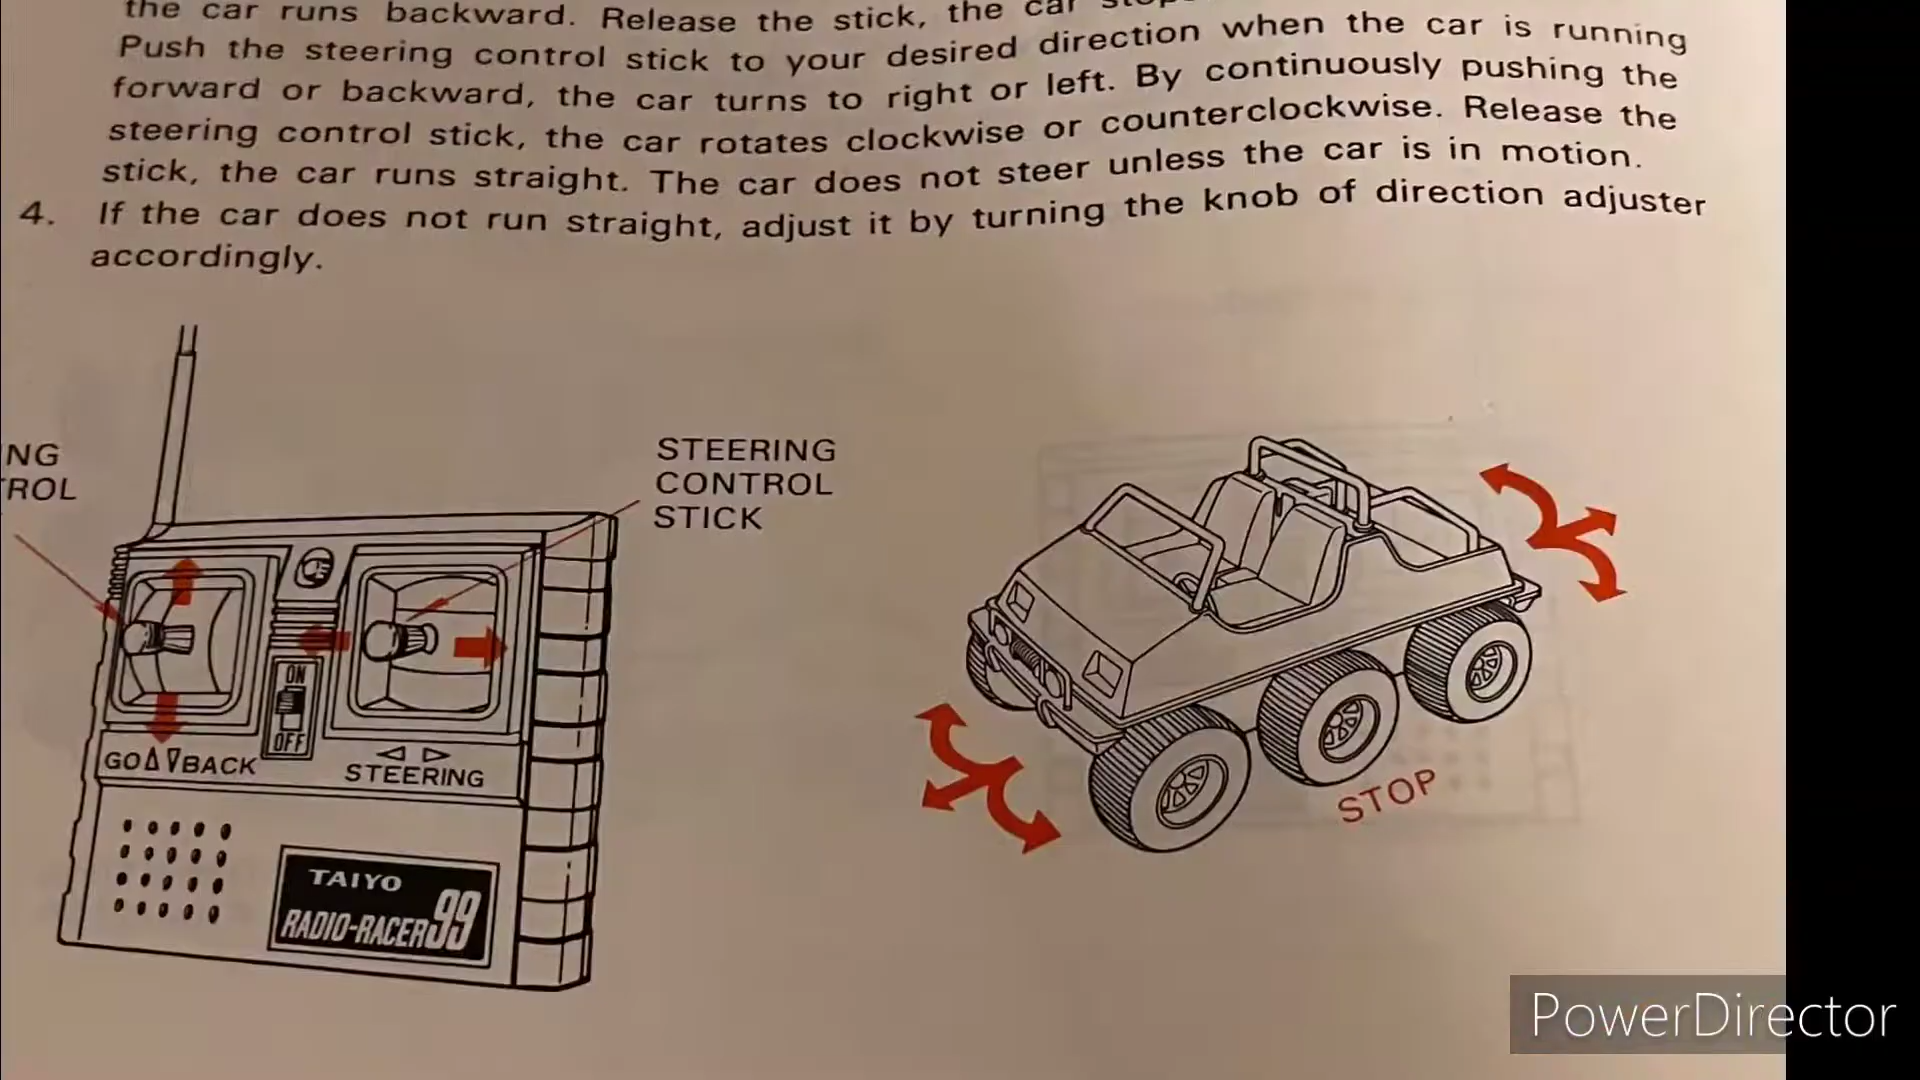 the car runs backward. Release the stick, the car
Push the steering control stick to your desired direction when the car is running
forward or backward, the car turns to right or left. By continuously pushing the
steering control stick, the car rotates clockwise or counterclockwise. Release the
stick, the car runs straight. The car does not steer unless the car is in motion.
4. If the car does not run straight, adjust it by turning the knob of direction adjuster
accordingly.
NG
ROL
STEERING
CONTROL
STICK
ON
OFF
GO BACK
STEERING
TAIYO
RADIO-RACER 99
STOP
PowerDirector